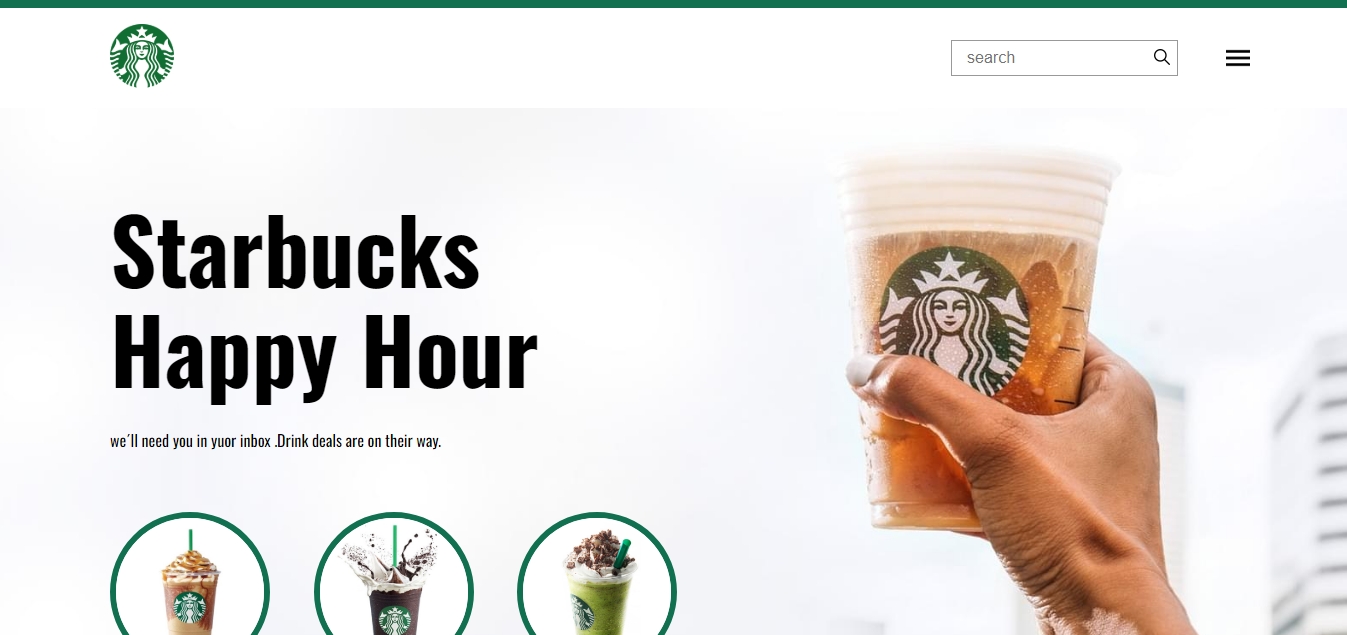 search
Starbucks
Happy Hour
we´ll need you in yuor inbox .Drink deals are on their way.